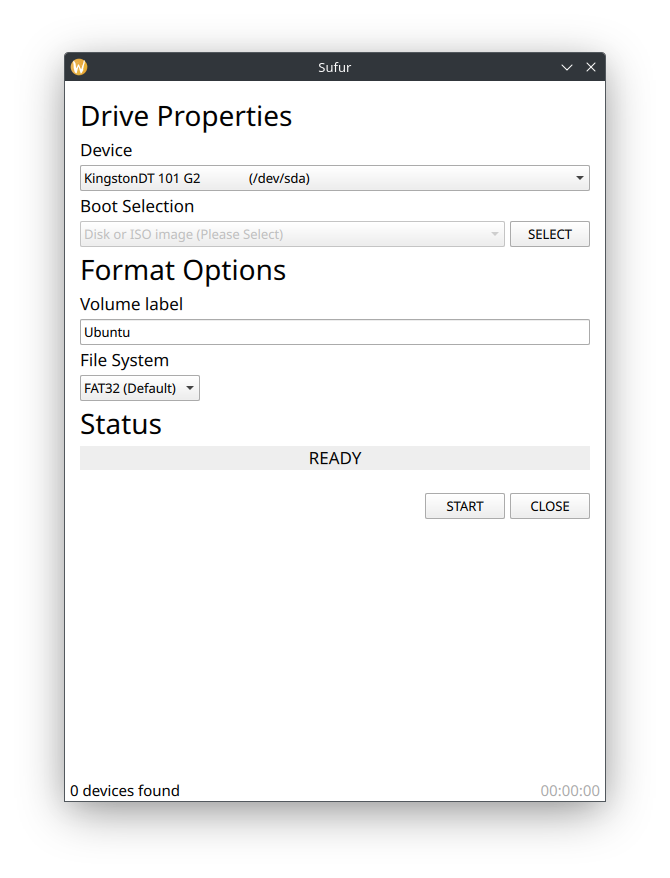 Sufur
Drive Properties
Device
KingstonDT 101 G2 (/dev/sda)
Boot Selection
Disk or ISO image (Please Select) SELECT
Format Options
Volume label
Ubuntu
File System
FAT32 (Default)
Status
READY
START CLOSE
0 devices found 00:00:00